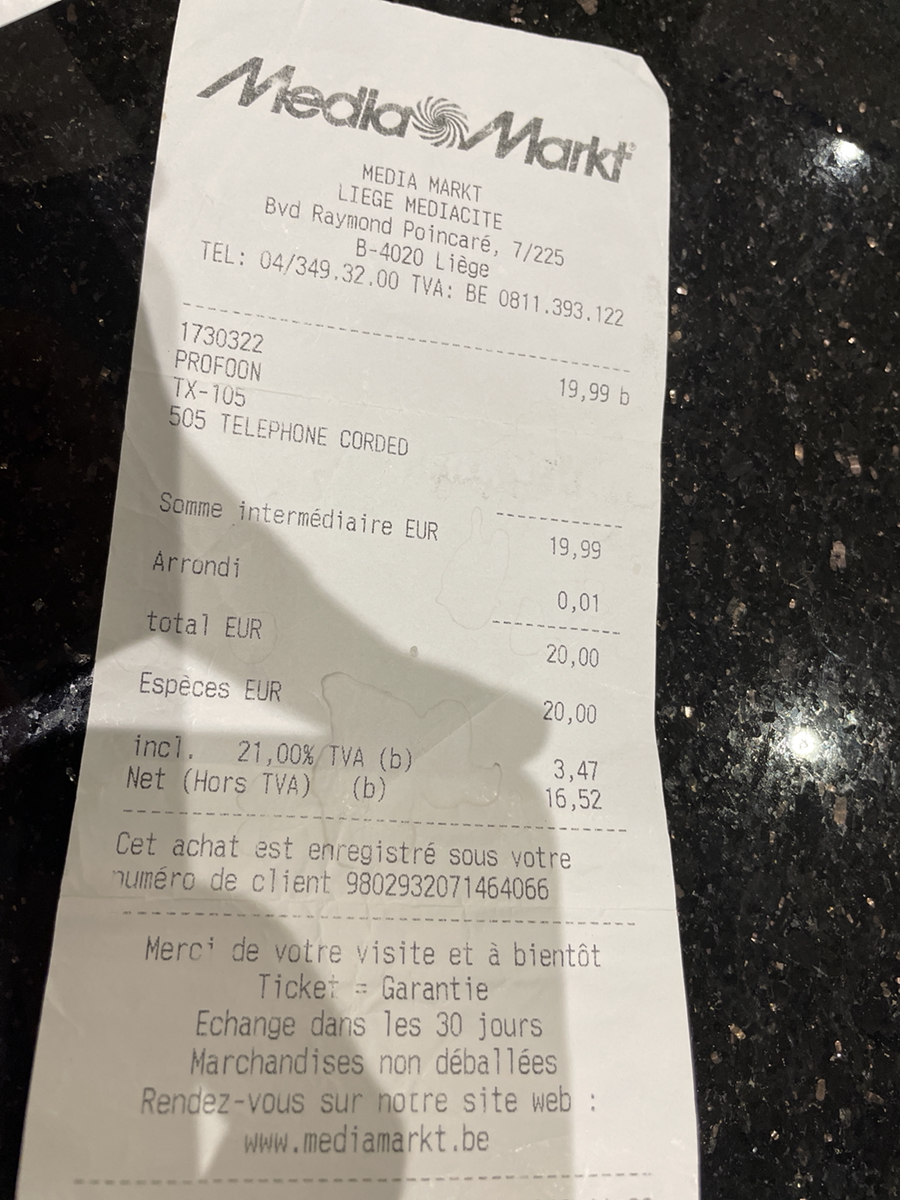 Media Markt
MEDIA MARKT
LIEGE MEDIACITE
Bvd Raymond Poincaré, 7/225
B-4020 Liège
TEL: 04/349.32.00 TVA: BE 0811.393.122
1730322
PROFOON 19,99 b
TX-105
505 TELEPHONE CORDED
Somme intermédiaire EUR 19,99
Arrondi 0,01
total EUR 20,00
Espèces EUR 20,00
incl. 21,00% TVA (b) 3,47
Net (Hors TVA) (b) 16,52
Cet achat est enregistré sous votre
numéro de client 9802932071464066
Merci de votre visite et à bientôt
Ticket = Garantie
Echange dans les 30 jours
Marchandises non déballées
Rendez-vous sur notre site web :
www.mediamarkt.be